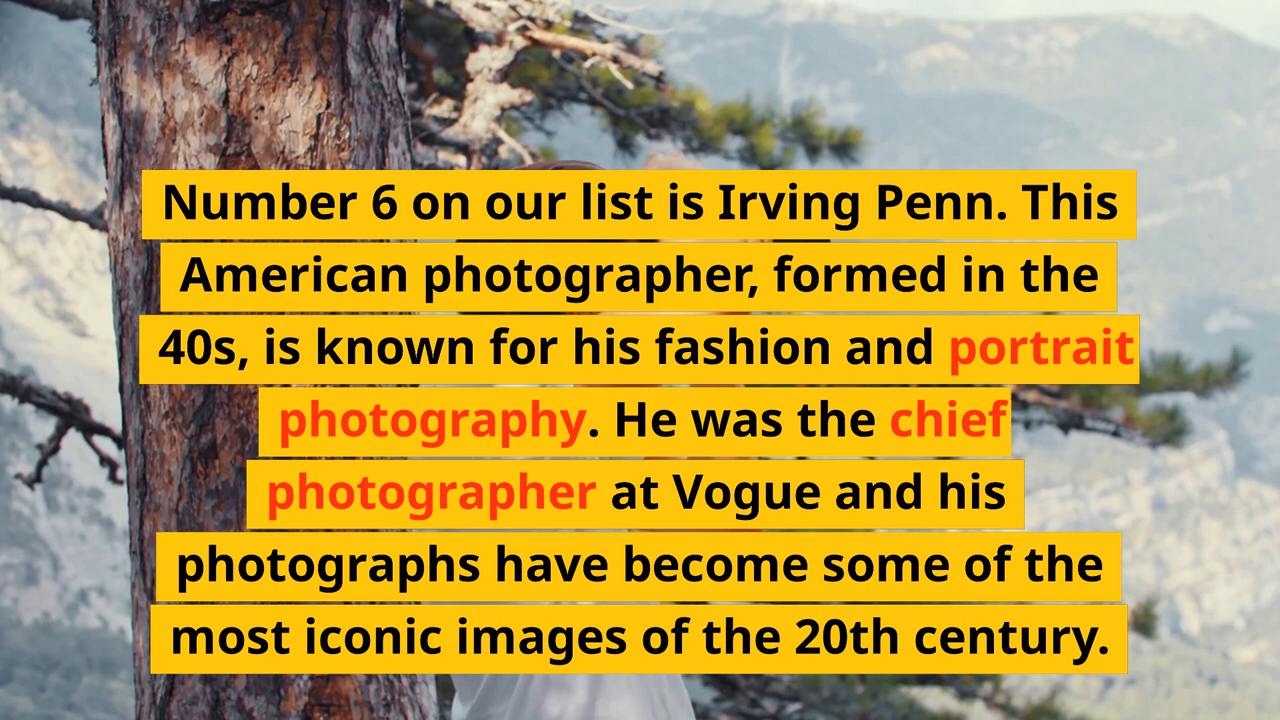 Number 6 on our list is Irving Penn. This
American photographer, formed in the
40s, is known for his fashion and portrait
photography. He was the chief
photographer at Vogue and his
photographs have become some of the
most iconic images of the 20th century.